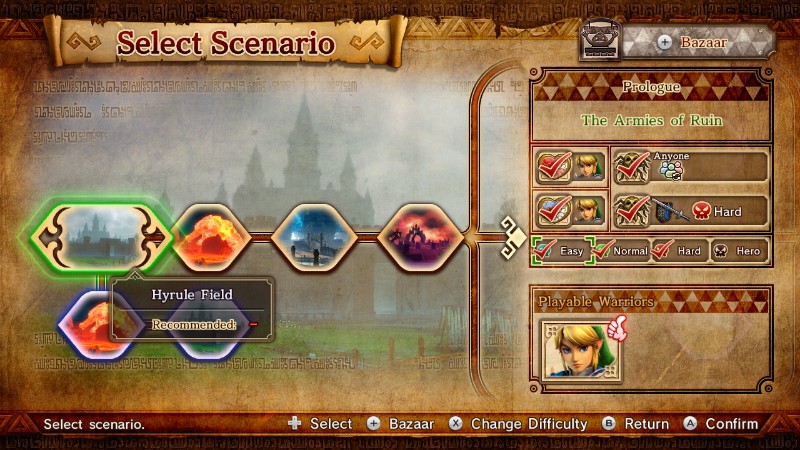 Select Scenario
+ Bazaar
Prologue
The Armies of Ruin
Anyone
Hard
Easy Normal Hard Hero
Hyrule Field
Recommended: -
Playable Warriors
Select scenario.
Select + Bazaar X Change Difficulty B Return A Confirm